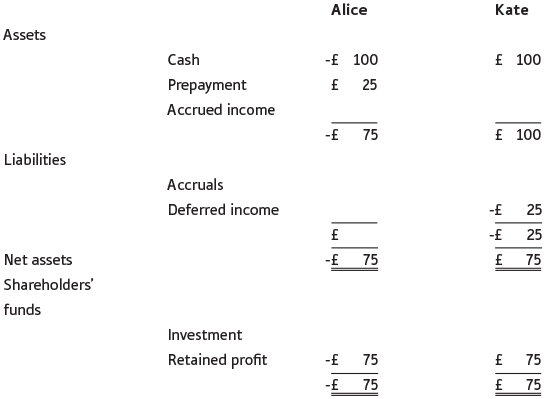 Alice Kate
Assets
Cash -£ 100 £ 100
Prepayment £ 25
Accrued income
-£ 75 £ 100
Liabilities
Accruals
Deferred income -£ 25
£ -£ 25
Net assets -£ 75 £ 75
Shareholders’
funds
Investment
Retained profit -£ 75 £ 75
-£ 75 £ 75